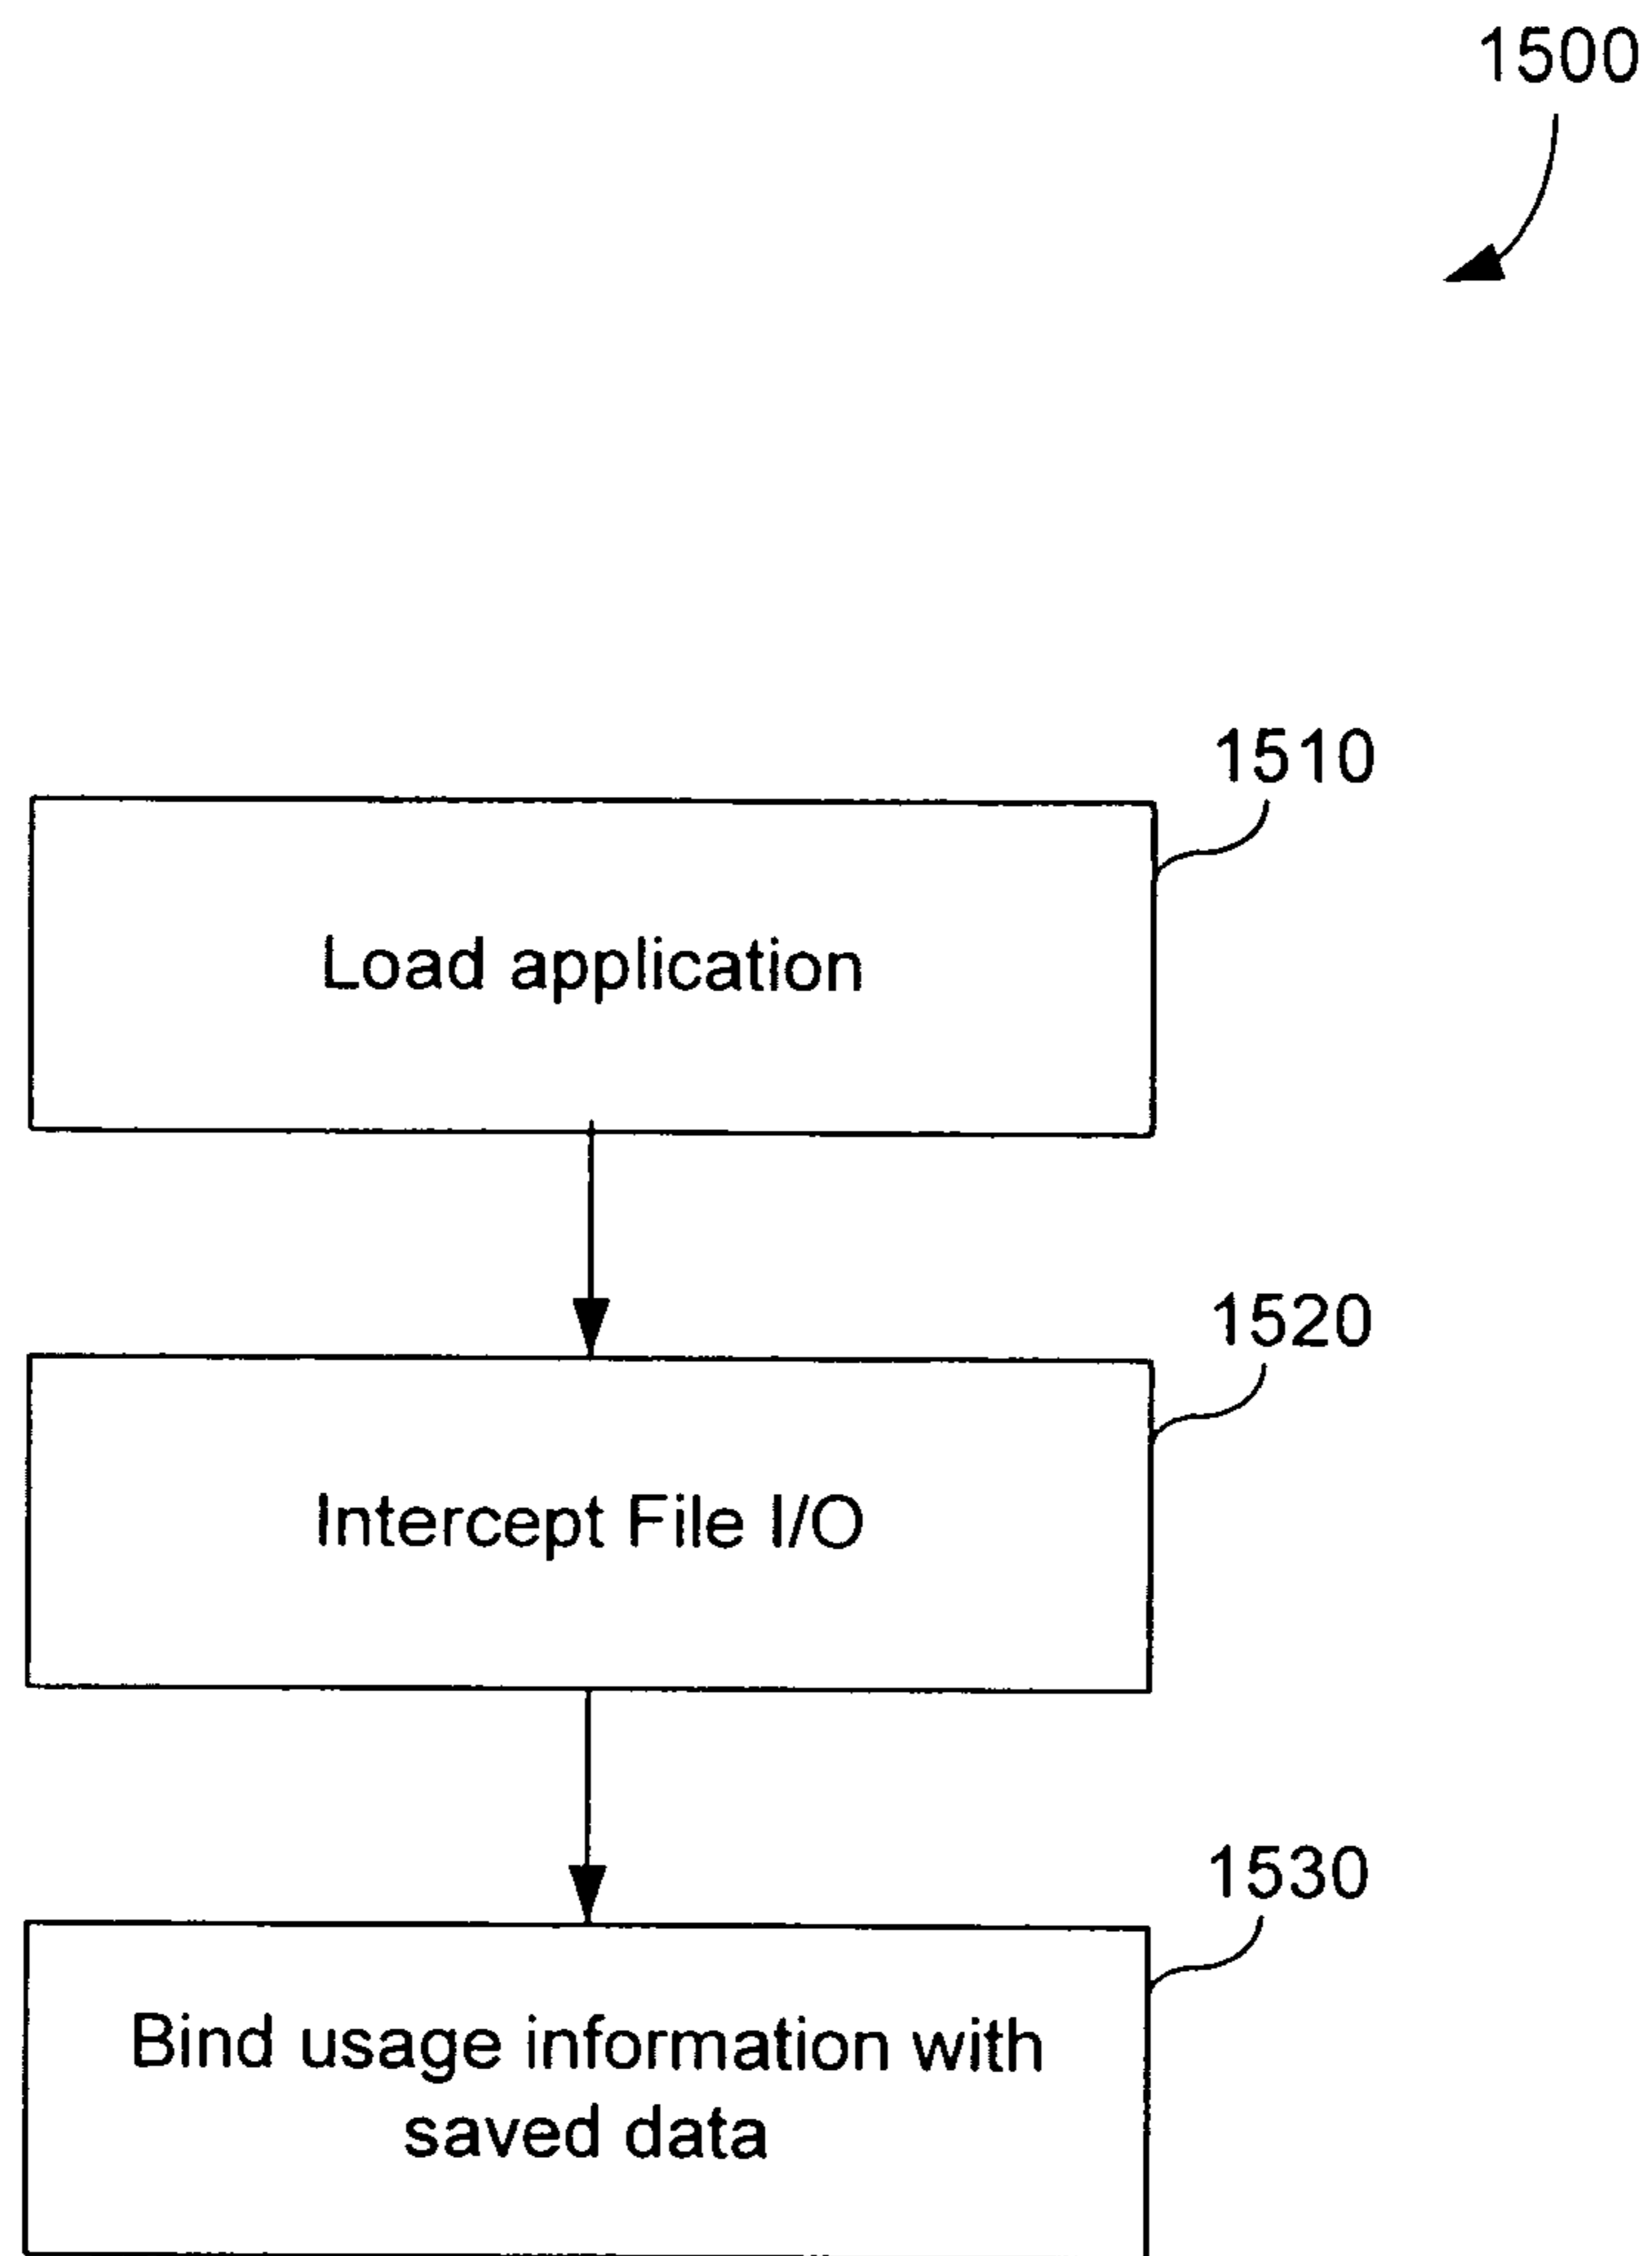 1500
1510
Load application
1520
Intercept File I/O
1530
Bind usage information with
saved data